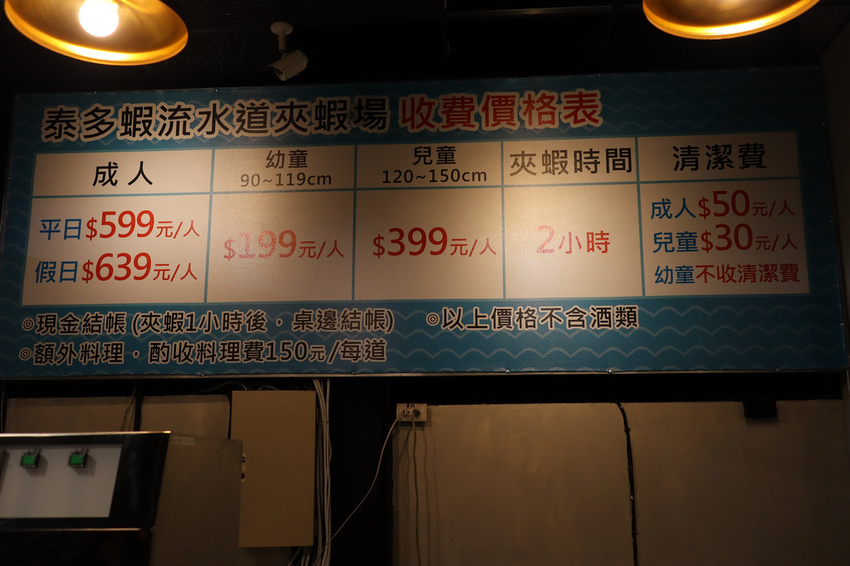 泰多蝦流水道夾蝦場 收費價格表
成人
幼童
90~119cm
兒童
120~150cm
夾蝦時間
清潔費
平日$599元/人
假日$639元/人
$199元/人
$399元/人
2小時
成人$50元/人
兒童$30元/人
幼童不收清潔費
◎現金結帳(夾蝦1小時後,桌邊結帳) ◎以上價格不含酒類
◎額外料理,酌收料理費150元/每道